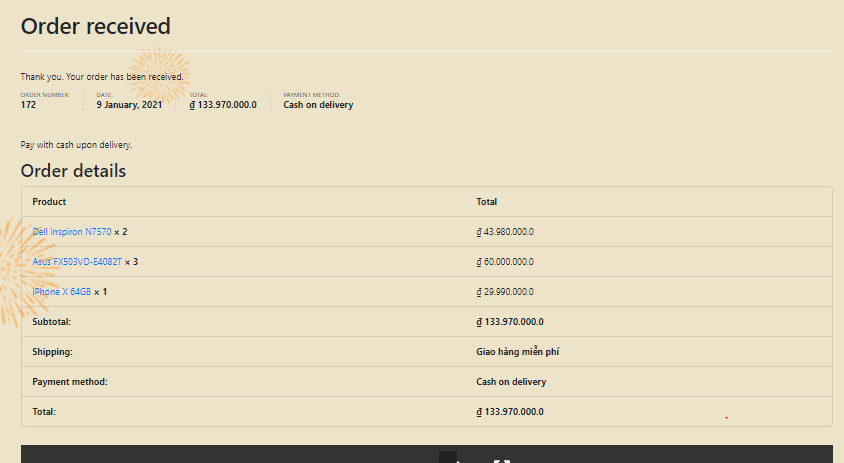 Order received
Thank you. Your order has been received.
ORDER NUMBER: DATE: TOTAL: PAYMENT METHOD:
172 9 January, 2021 ₫ 133.970.000.0 Cash on delivery
Pay with cash upon delivery.
Order details
Product Total
Dell Inspiron N7570 × 2 ₫ 43.980.000.0
Asus FX503VD-E4082T × 3 ₫ 60.000.000.0
iPhone X 64GB × 1 ₫ 29.990.000.0
Subtotal: ₫ 133.970.000.0
Shipping: Giao hàng miễn phí
Payment method: Cash on delivery
Total: ₫ 133.970.000.0